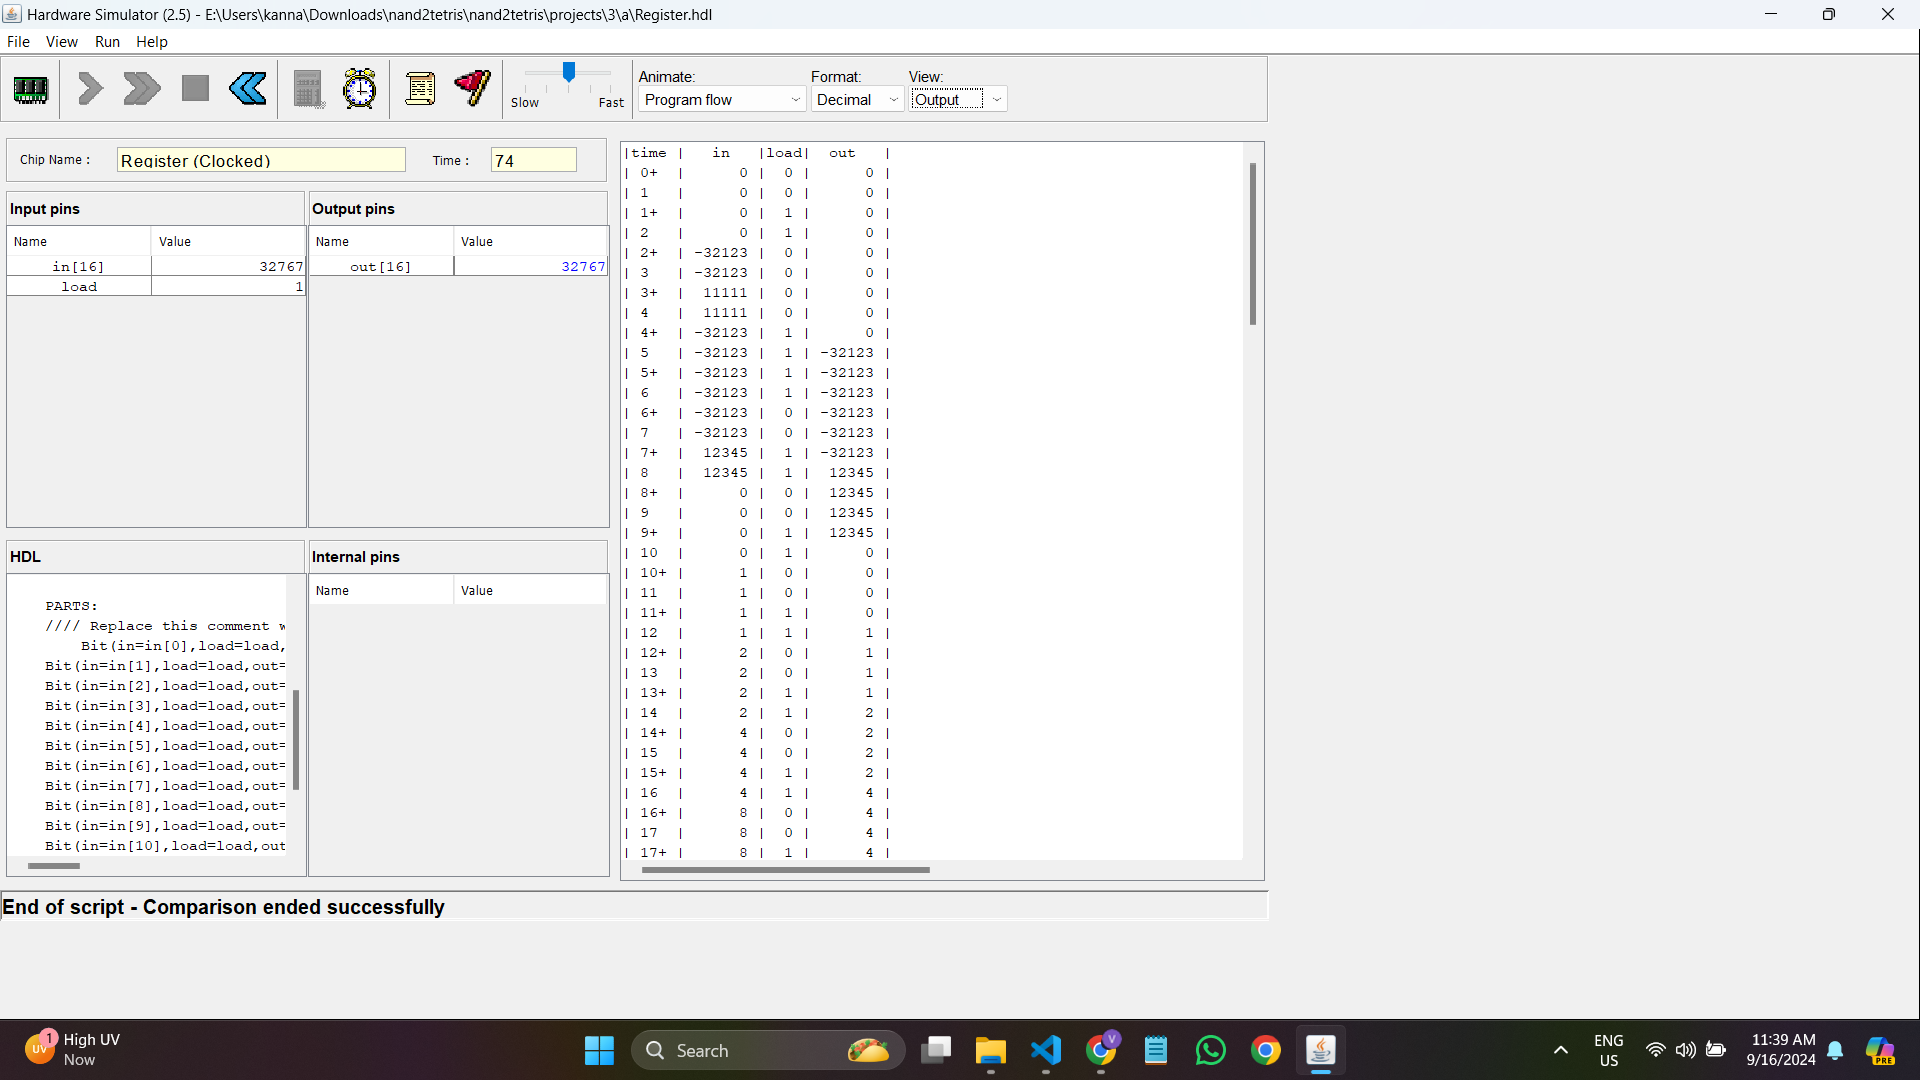 Hardware Simulator (2.5) - E:\Users\kanna\Downloads\nand2tetris\nand2tetris\projects\3\a\Register.hdl
File View Run Help
Animate: Format: View:
Slow Fast Program flow Decimal Output
Chip Name : Register (Clocked) Time : 74
Input pins
Name Value
in[16] 32767
load 1
Output pins
Name Value
out[16] 32767
HDL
PARTS:
//// Replace this comment w
Bit(in=in[0],load=load,
Bit(in=in[1],load=load,out=
Bit(in=in[2],load=load,out=
Bit(in=in[3],load=load,out=
Bit(in=in[4],load=load,out=
Bit(in=in[5],load=load,out=
Bit(in=in[6],load=load,out=
Bit(in=in[7],load=load,out=
Bit(in=in[8],load=load,out=
Bit(in=in[9],load=load,out=
Bit(in=in[10],load=load,out
Internal pins
Name Value
|time | in |load| out |
| 0+ | 0 | 0 | 0 |
| 1 | 0 | 0 | 0 |
| 1+ | 0 | 1 | 0 |
| 2 | 0 | 1 | 0 |
| 2+ | -32123 | 0 | 0 |
| 3 | -32123 | 0 | 0 |
| 3+ | 11111 | 0 | 0 |
| 4 | 11111 | 0 | 0 |
| 4+ | -32123 | 1 | 0 |
| 5 | -32123 | 1 | -32123 |
| 5+ | -32123 | 1 | -32123 |
| 6 | -32123 | 1 | -32123 |
| 6+ | -32123 | 0 | -32123 |
| 7 | -32123 | 0 | -32123 |
| 7+ | 12345 | 1 | -32123 |
| 8 | 12345 | 1 | 12345 |
| 8+ | 0 | 0 | 12345 |
| 9 | 0 | 0 | 12345 |
| 9+ | 0 | 1 | 12345 |
| 10 | 0 | 1 | 0 |
| 10+ | 1 | 0 | 0 |
| 11 | 1 | 0 | 0 |
| 11+ | 1 | 1 | 0 |
| 12 | 1 | 1 | 1 |
| 12+ | 2 | 0 | 1 |
| 13 | 2 | 0 | 1 |
| 13+ | 2 | 1 | 1 |
| 14 | 2 | 1 | 2 |
| 14+ | 4 | 0 | 2 |
| 15 | 4 | 0 | 2 |
| 15+ | 4 | 1 | 2 |
| 16 | 4 | 1 | 4 |
| 16+ | 8 | 0 | 4 |
| 17 | 8 | 0 | 4 |
| 17+ | 8 | 1 | 4 |
End of script - Comparison ended successfully
UV 1 High UV
Now
Search
V
ENG
US
11:39 AM
9/16/2024
PRE